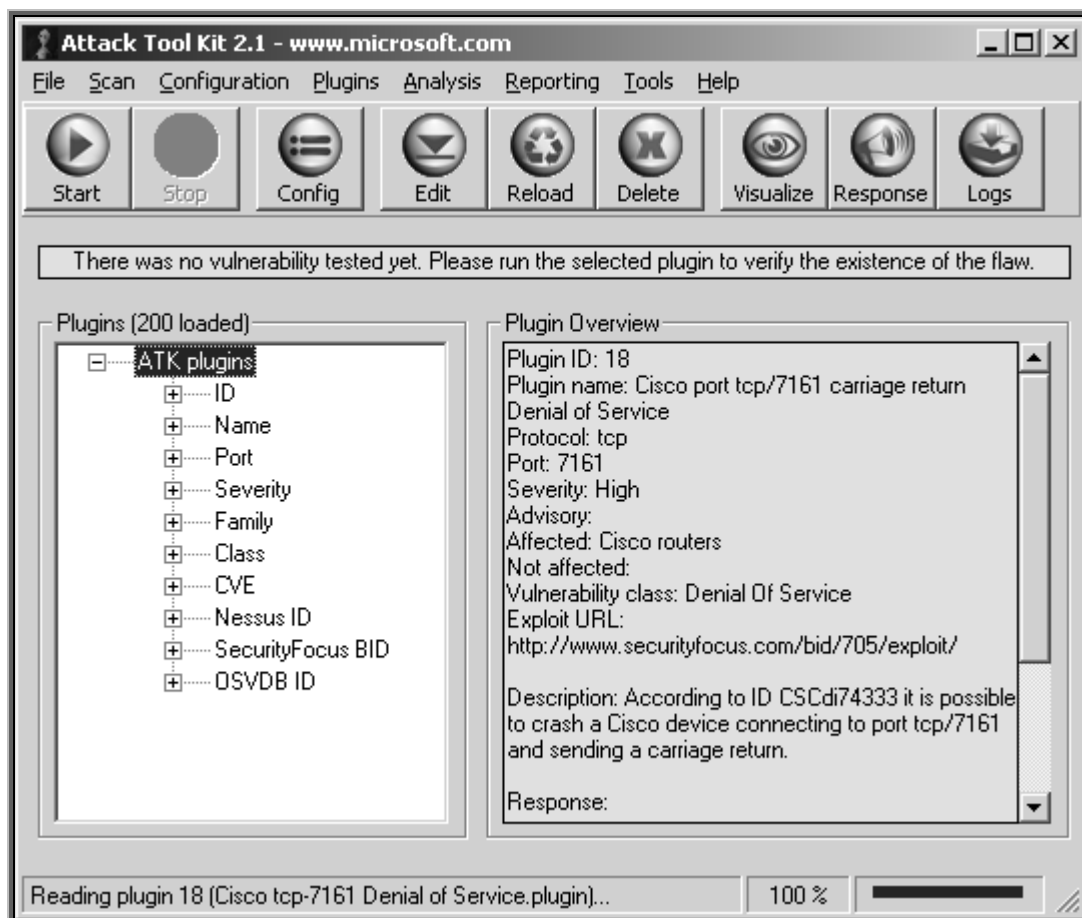 Attack Tool Kit 2.1 - www.microsoft.com
File Scan Configuration Plugins Analysis Reporting Tools Help
Start Stop Config Edit Reload Delete Visualize Response Logs
There was no vulnerability tested yet. Please run the selected plugin to verify the existence of the flaw.
Plugins (200 loaded)
ATK plugins
ID
Name
Port
Severity
Family
Class
CVE
Nessus ID
SecurityFocus BID
OSVDB ID
Plugin Overview
Plugin ID: 18
Plugin name: Cisco port tcp/7161 carriage return
Denial of Service
Protocol: tcp
Port: 7161
Severity: High
Advisory:
Affected: Cisco routers
Not affected:
Vulnerability class: Denial Of Service
Exploit URL:
http://www.securityfocus.com/bid/705/exploit/
Description: According to ID CSCdi74333 it is possible
to crash a Cisco device connecting to port tcp/7161
and sending a carriage return.
Response:
Reading plugin 18 (Cisco tcp-7161 Denial of Service.plugin)... 100 %